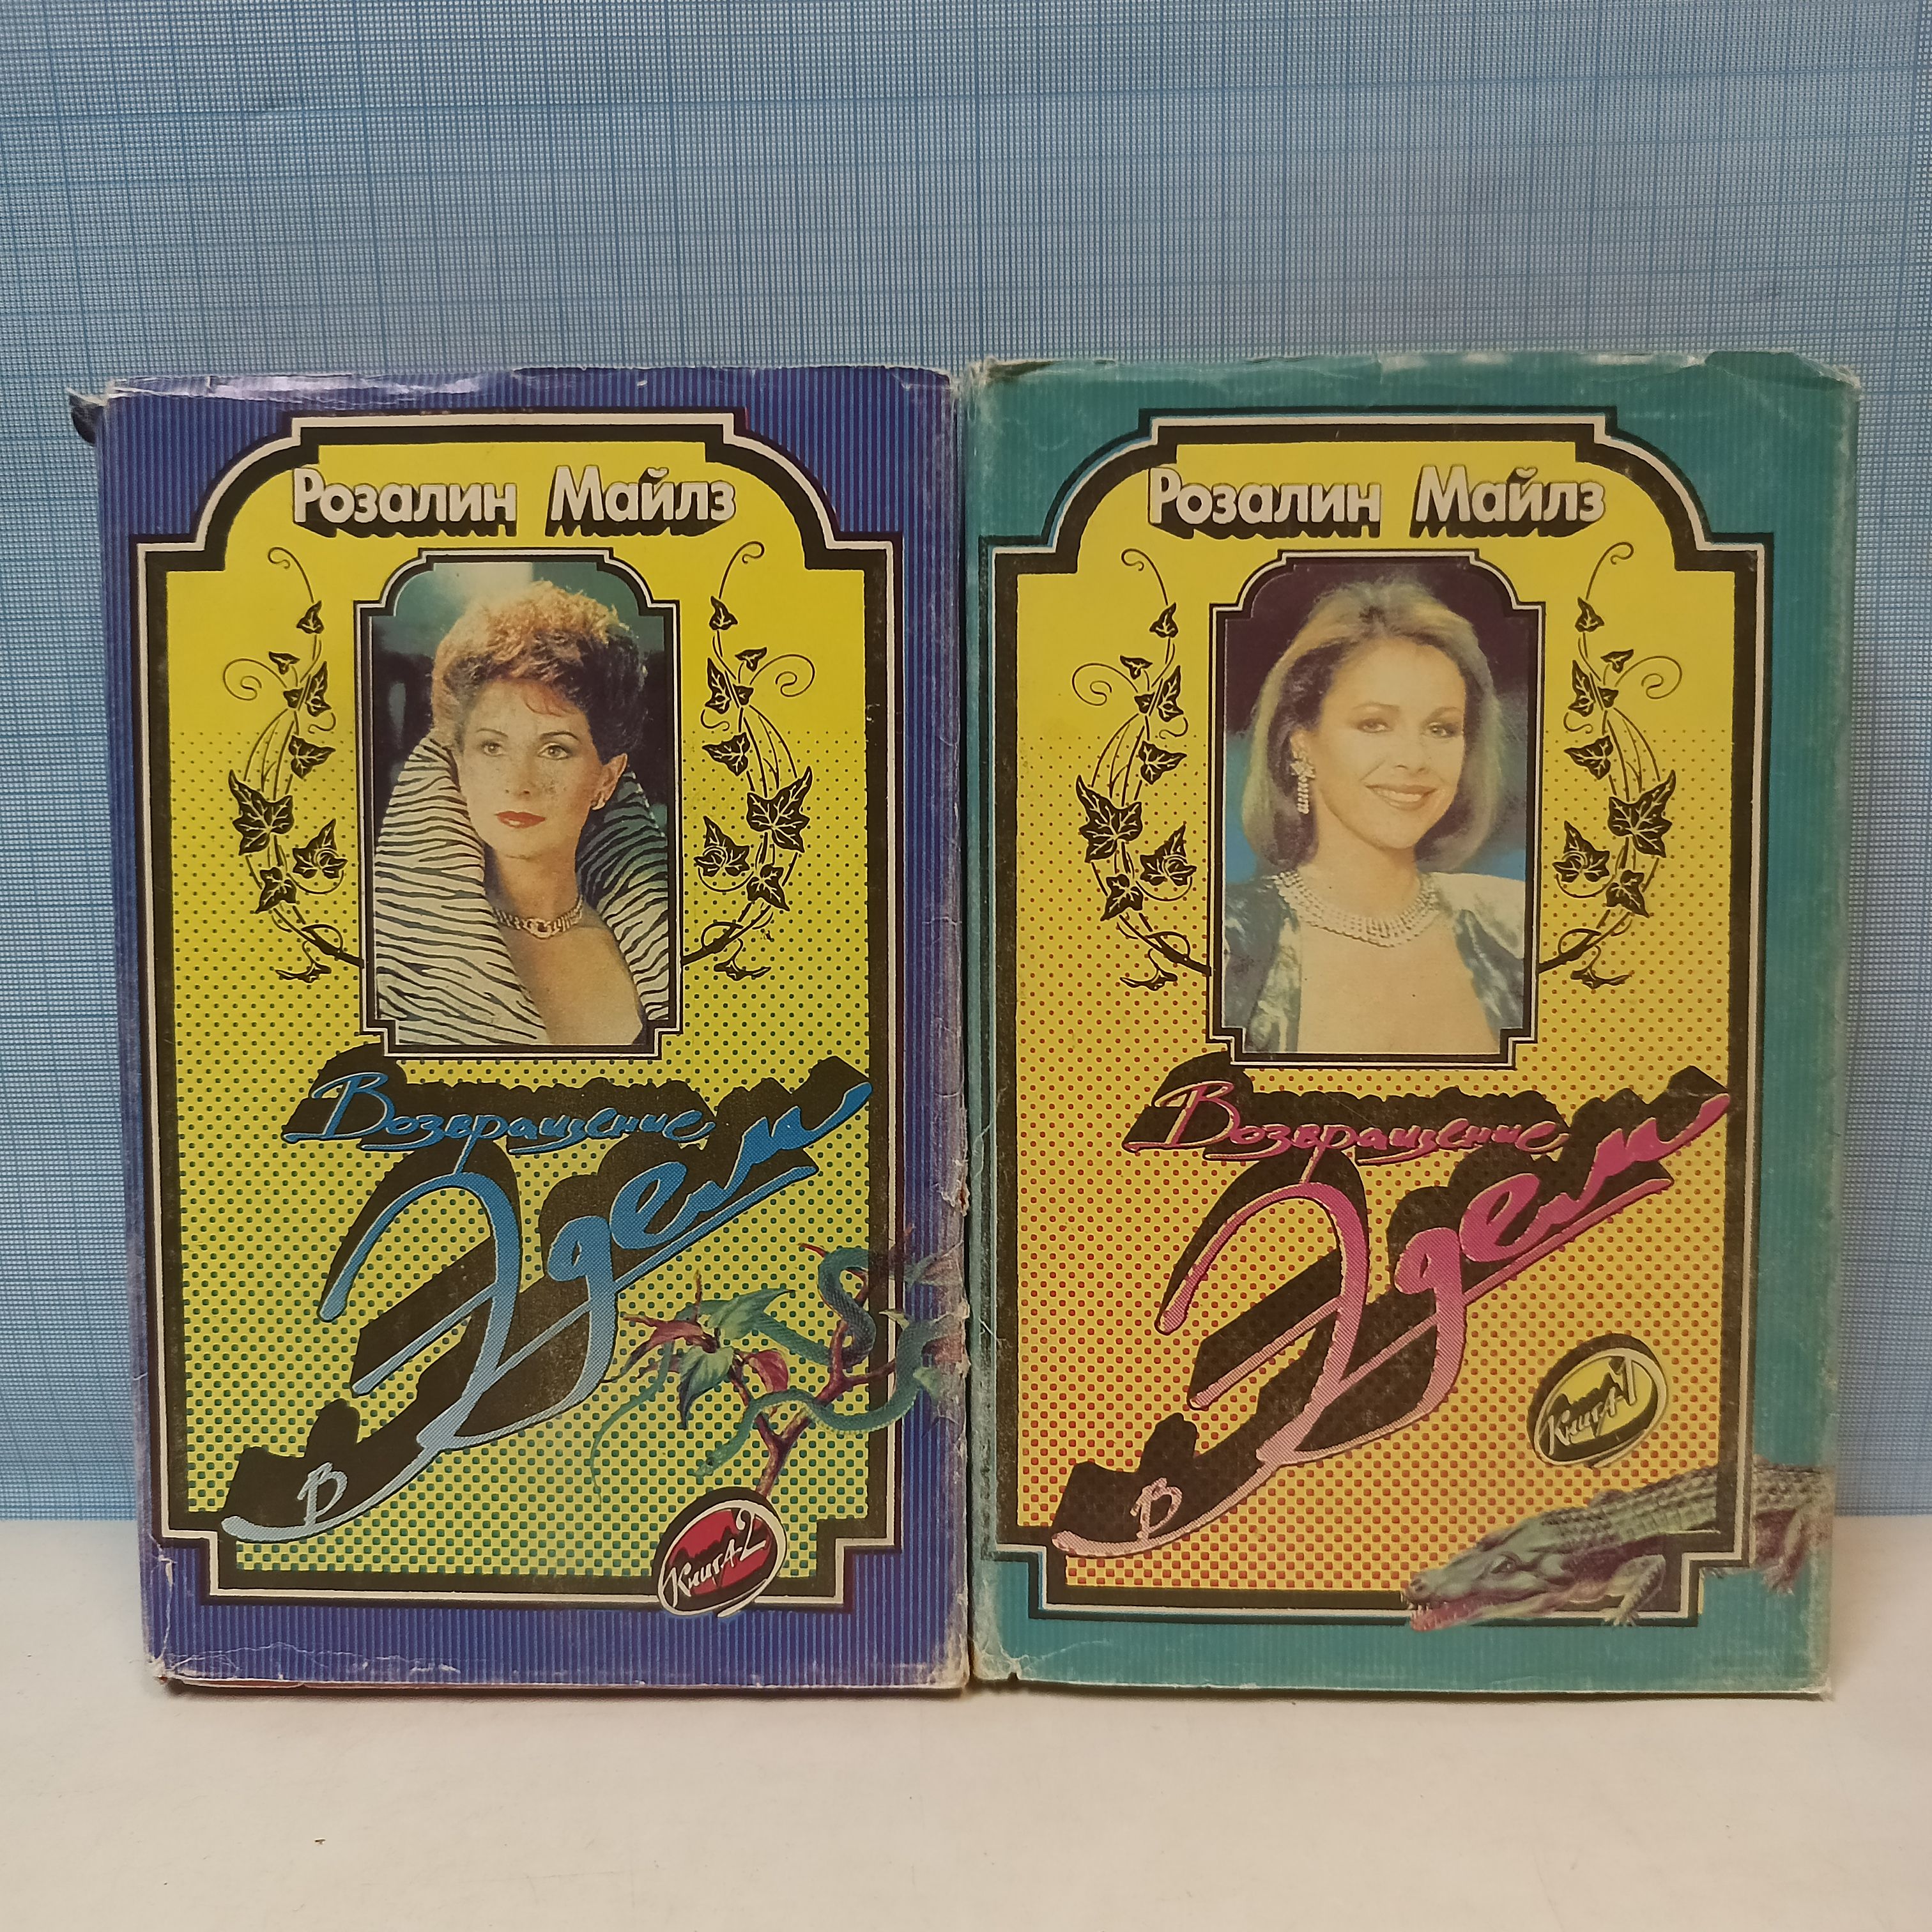 Розалин Майлз
Возвращение
в Эдем
Книга-2
Розалин Майлз
Возвращение
в Эдем
Книга-1